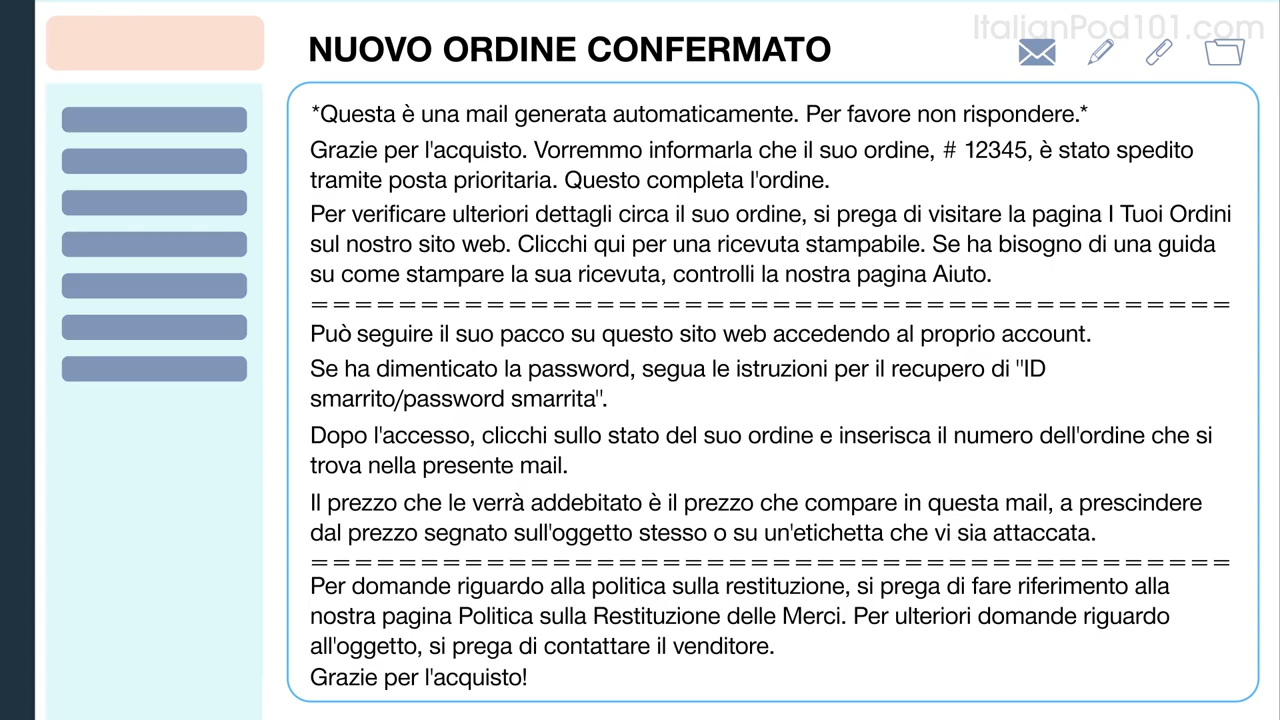 ItalianPod101.com
NUOVO ORDINE CONFERMATO
*Questa è una mail generata automaticamente. Per favore non rispondere.*
Grazie per l'acquisto. Vorremmo informarla che il suo ordine, # 12345, è stato spedito
tramite posta prioritaria. Questo completa l'ordine.
Per verificare ulteriori dettagli circa il suo ordine, si prega di visitare la pagina I Tuoi Ordini
sul nostro sito web. Clicchi qui per una ricevuta stampabile. Se ha bisogno di una guida
su come stampare la sua ricevuta, controlli la nostra pagina Aiuto.
==========================================
Può seguire il suo pacco su questo sito web accedendo al proprio account.
Se ha dimenticato la password, segua le istruzioni per il recupero di "ID
smarrito/password smarrita".
Dopo l'accesso, clicchi sullo stato del suo ordine e inserisca il numero dell'ordine che si
trova nella presente mail.
Il prezzo che le verrà addebitato è il prezzo che compare in questa mail, a prescindere
dal prezzo segnato sull'oggetto stesso o su un'etichetta che vi sia attaccata.
==========================================
Per domande riguardo alla politica sulla restituzione, si prega di fare riferimento alla
nostra pagina Politica sulla Restituzione delle Merci. Per ulteriori domande riguardo
all'oggetto, si prega di contattare il venditore.
Grazie per l'acquisto!